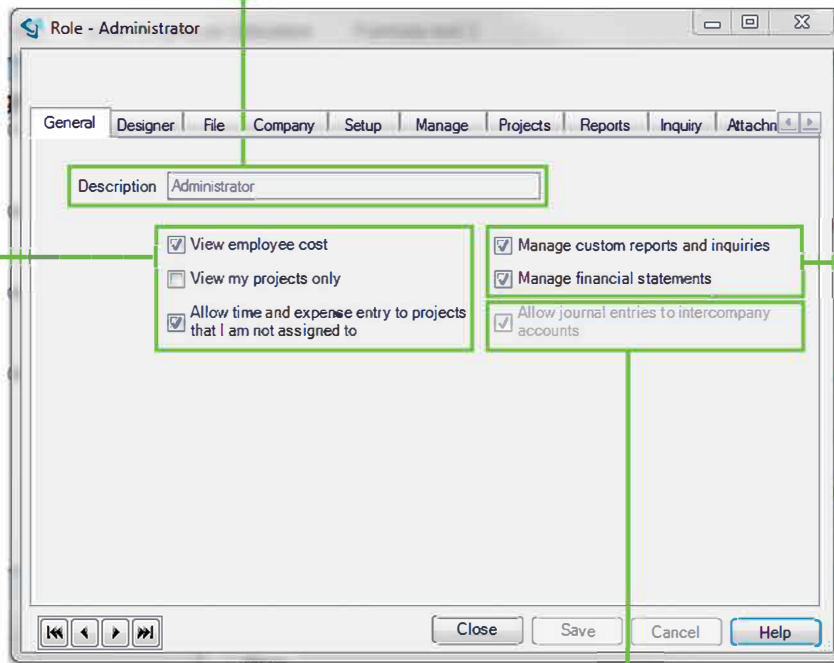 Role - Administrator
General Designer File Company Setup Manage Projects Reports Inquiry Attachn
Description Administrator
View employee cost
View my projects only
Allow time and expense entry to projects
that I am not assigned to
Manage custom reports and inquiries
Manage financial statements
Allow journal entries to intercompany
accounts
Close Save Cancel Help